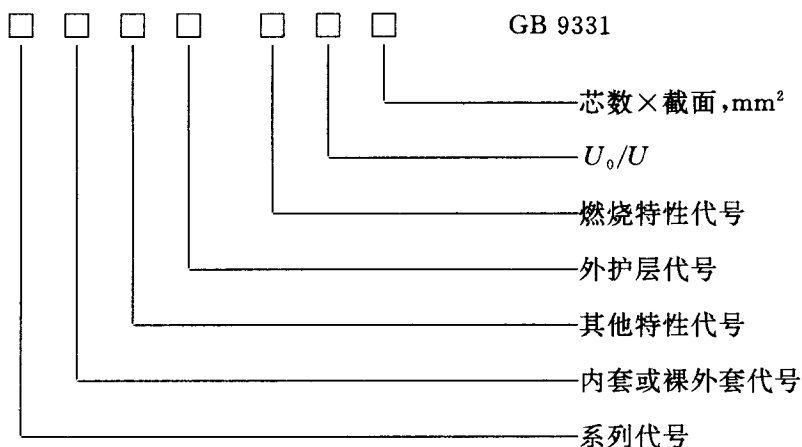 □ □ □ □ □ □ □ GB 9331
芯数×截面,mm²
U₀/U
燃烧特性代号
外护层代号
其他特性代号
内套或裸外套代号
系列代号